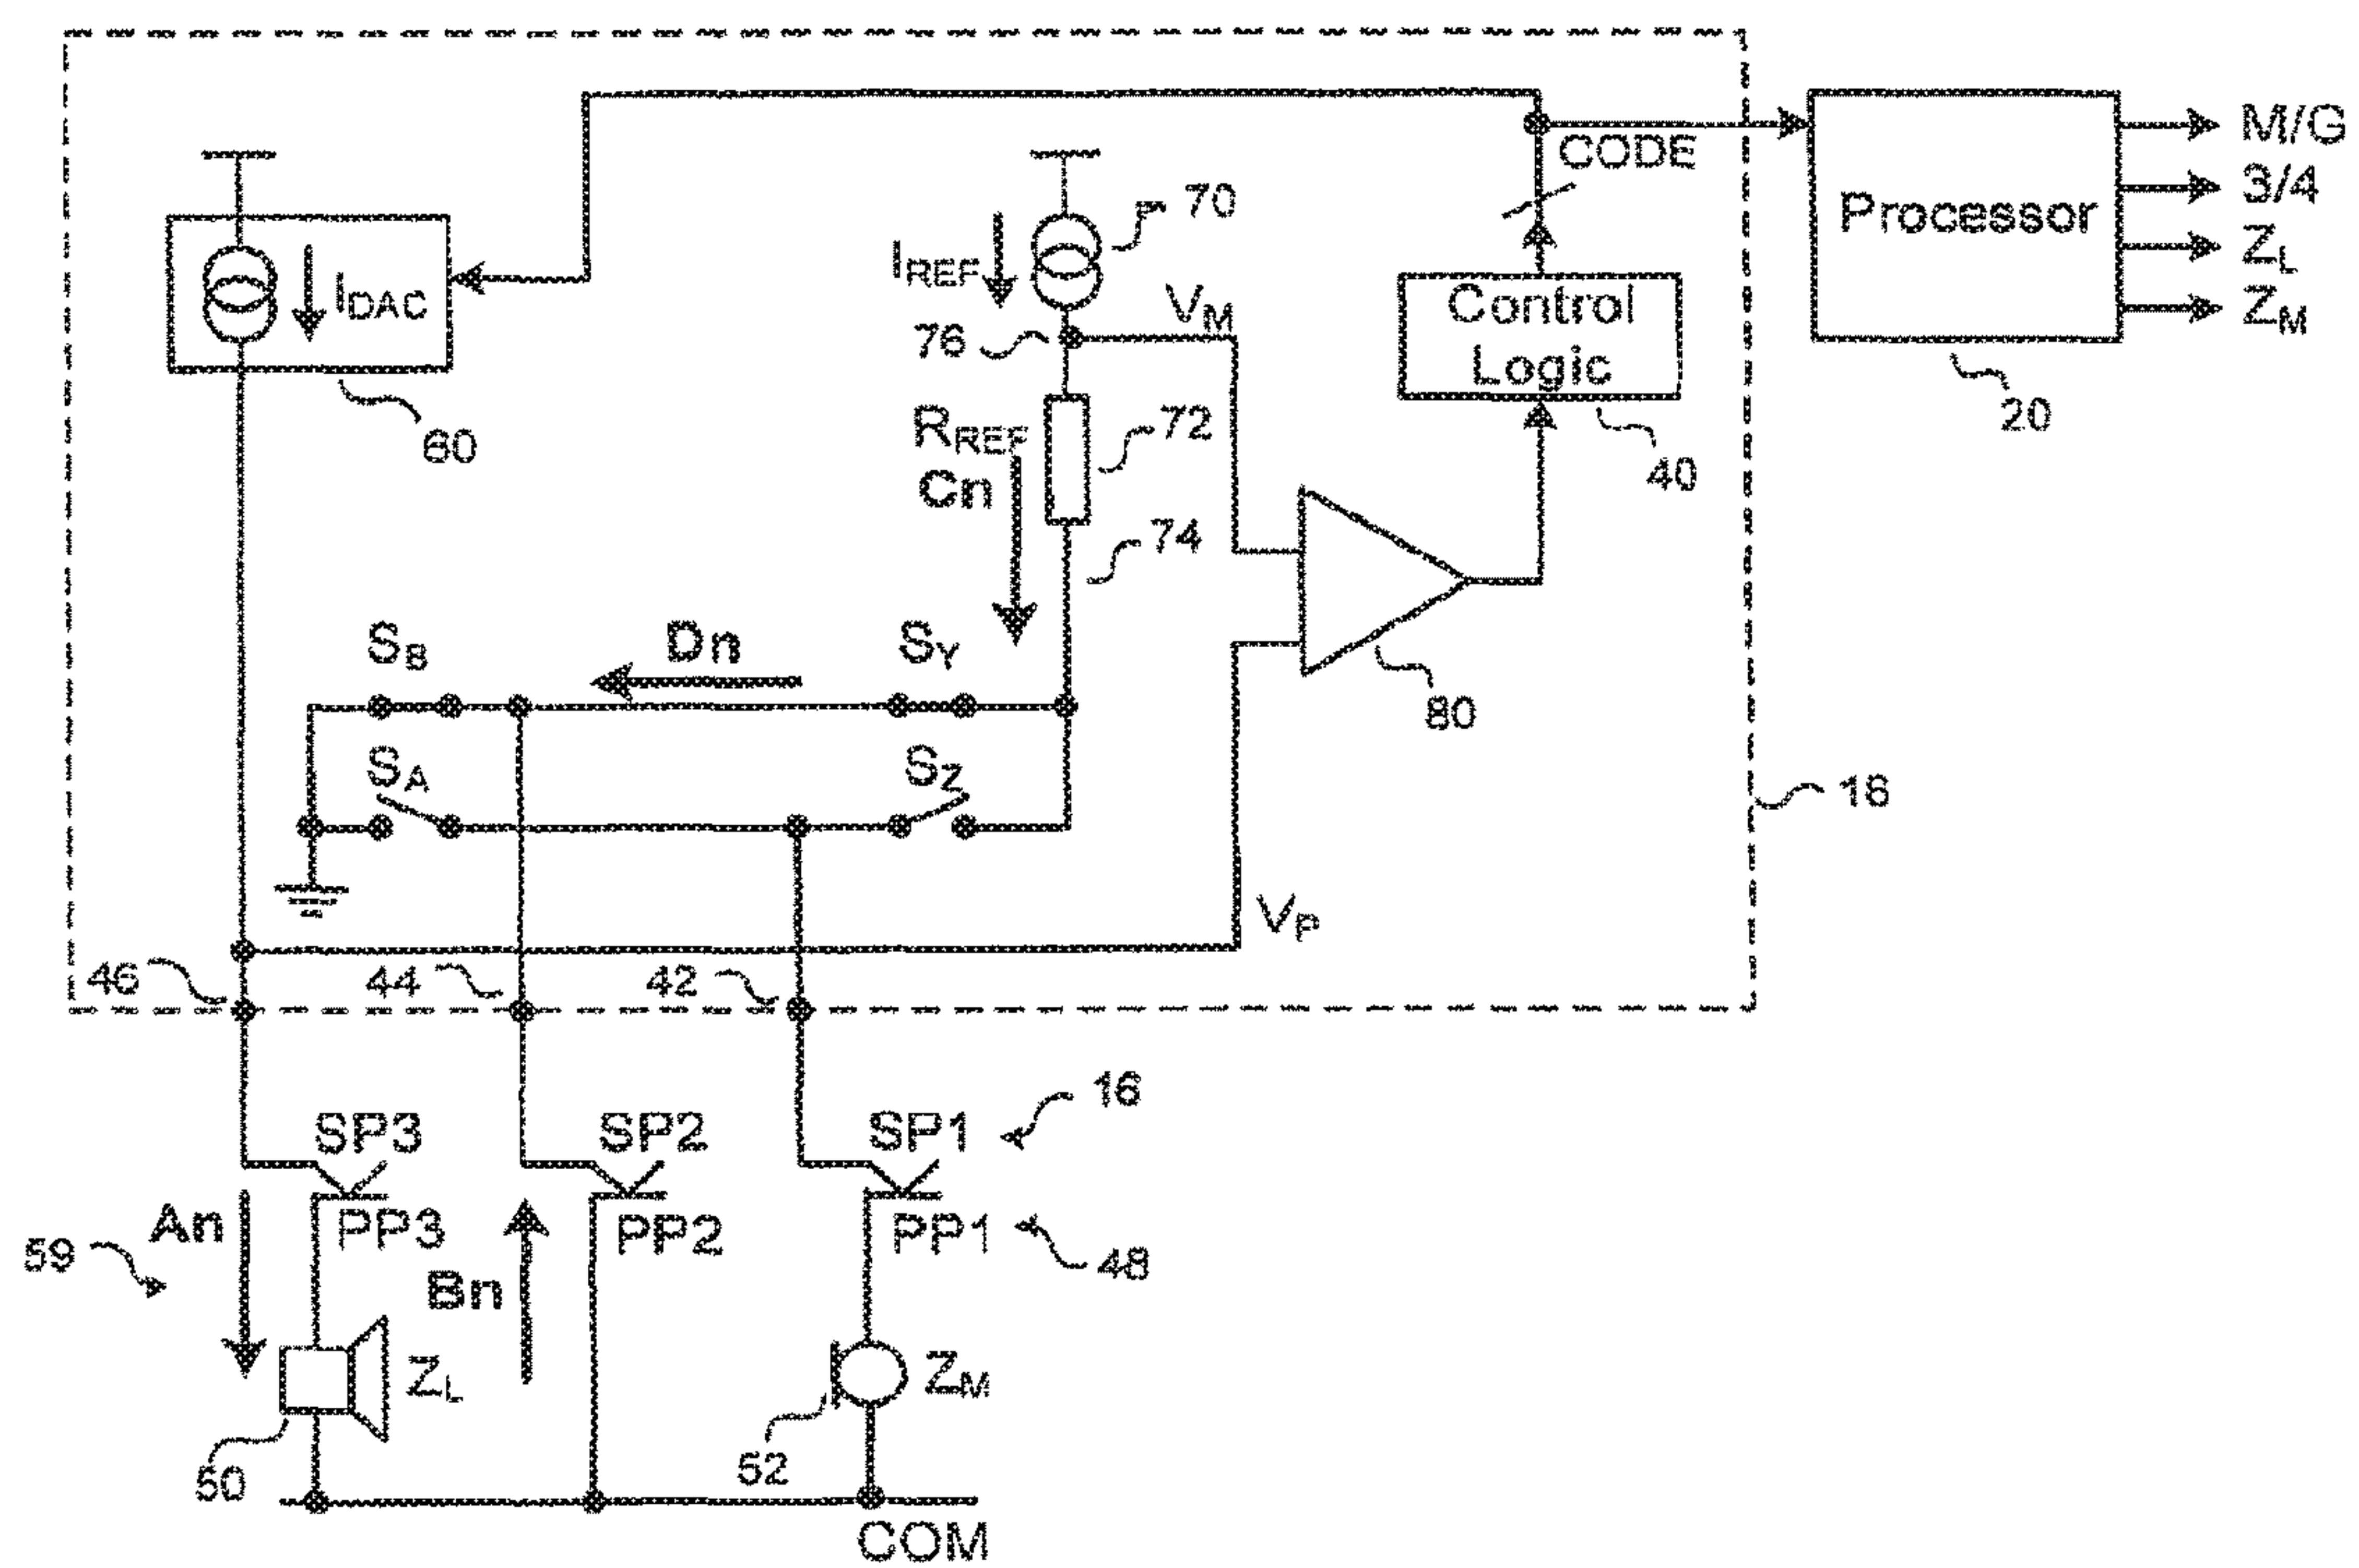 M/G
CODE
3/4
Processor
70
IREF
ZL
IDAC
VM
Control
Logic
ZM
76
20
60
RREF
72
40
Cn
74
SB
Dn
SY
80
SA
SZ
18
VP
46
44
42
16
SP3
SP2
SP1
An
PP3
PP2
PP1
59
48
Bn
ZL
ZM
50
52
COM